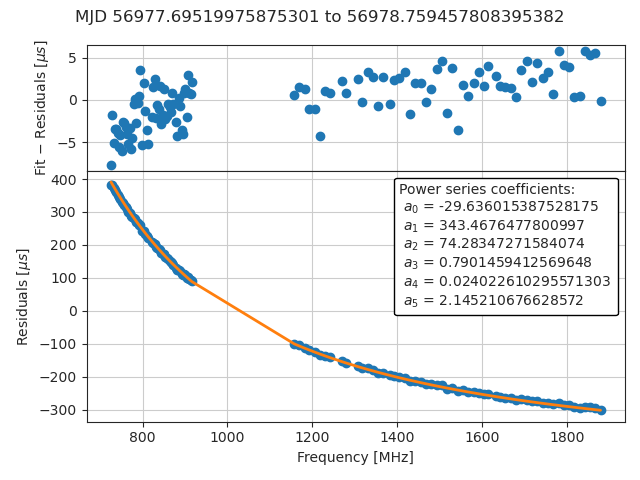 MJD 56977.69519975875301 to 56978.759457808395382
Fit − Residuals [μs]
5
0
−5
Residuals [μs]
400
300
200
100
0
−100
−200
−300
Power series coefficients:
a0 = -29.636015387528175
a1 = 343.4676477800997
a2 = 74.28347271584074
a3 = 0.7901459412569648
a4 = 0.024022610295571303
a5 = 2.145210676628572
800 1000 1200 1400 1600 1800
Frequency [MHz]